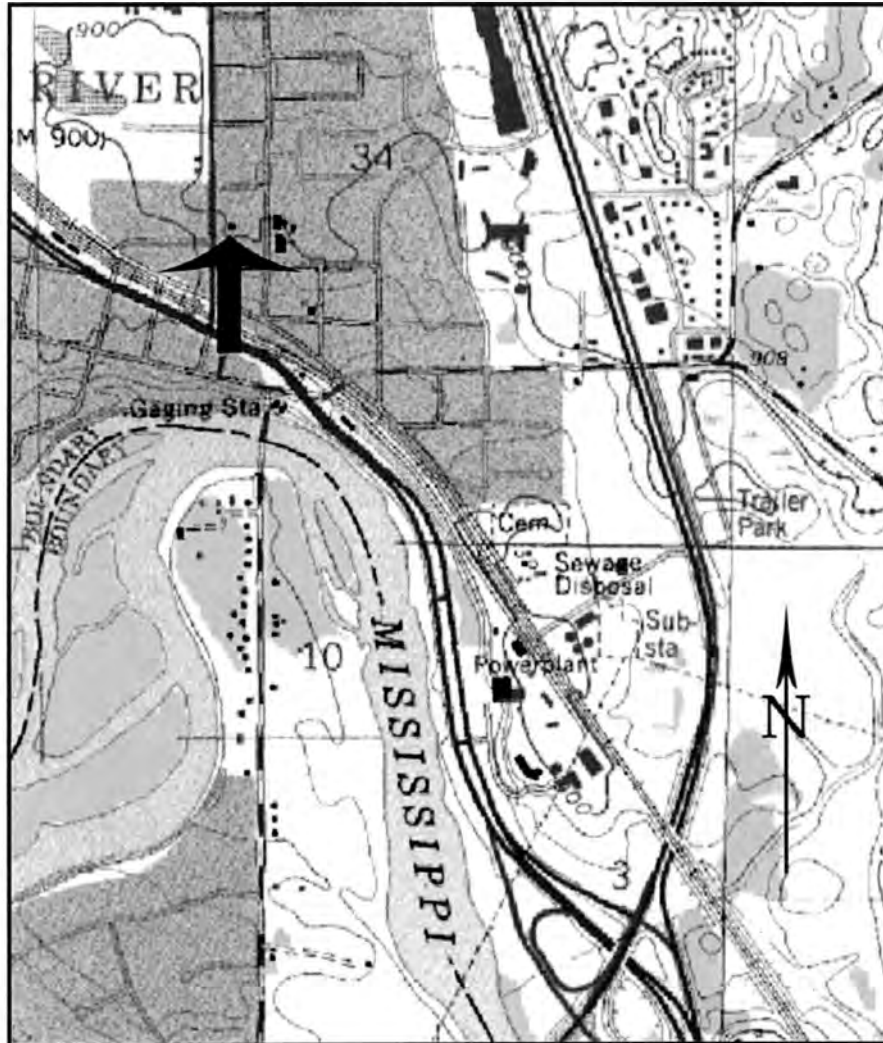 900
RIVER
M 900)
34
908
Gaging Sta
BOUNDARY
BOUNDARY
Cem
Trailer
Park
Sewage
Disposal
Sub-
sta
10
Powerplant
N
MISSISSIPPI
3